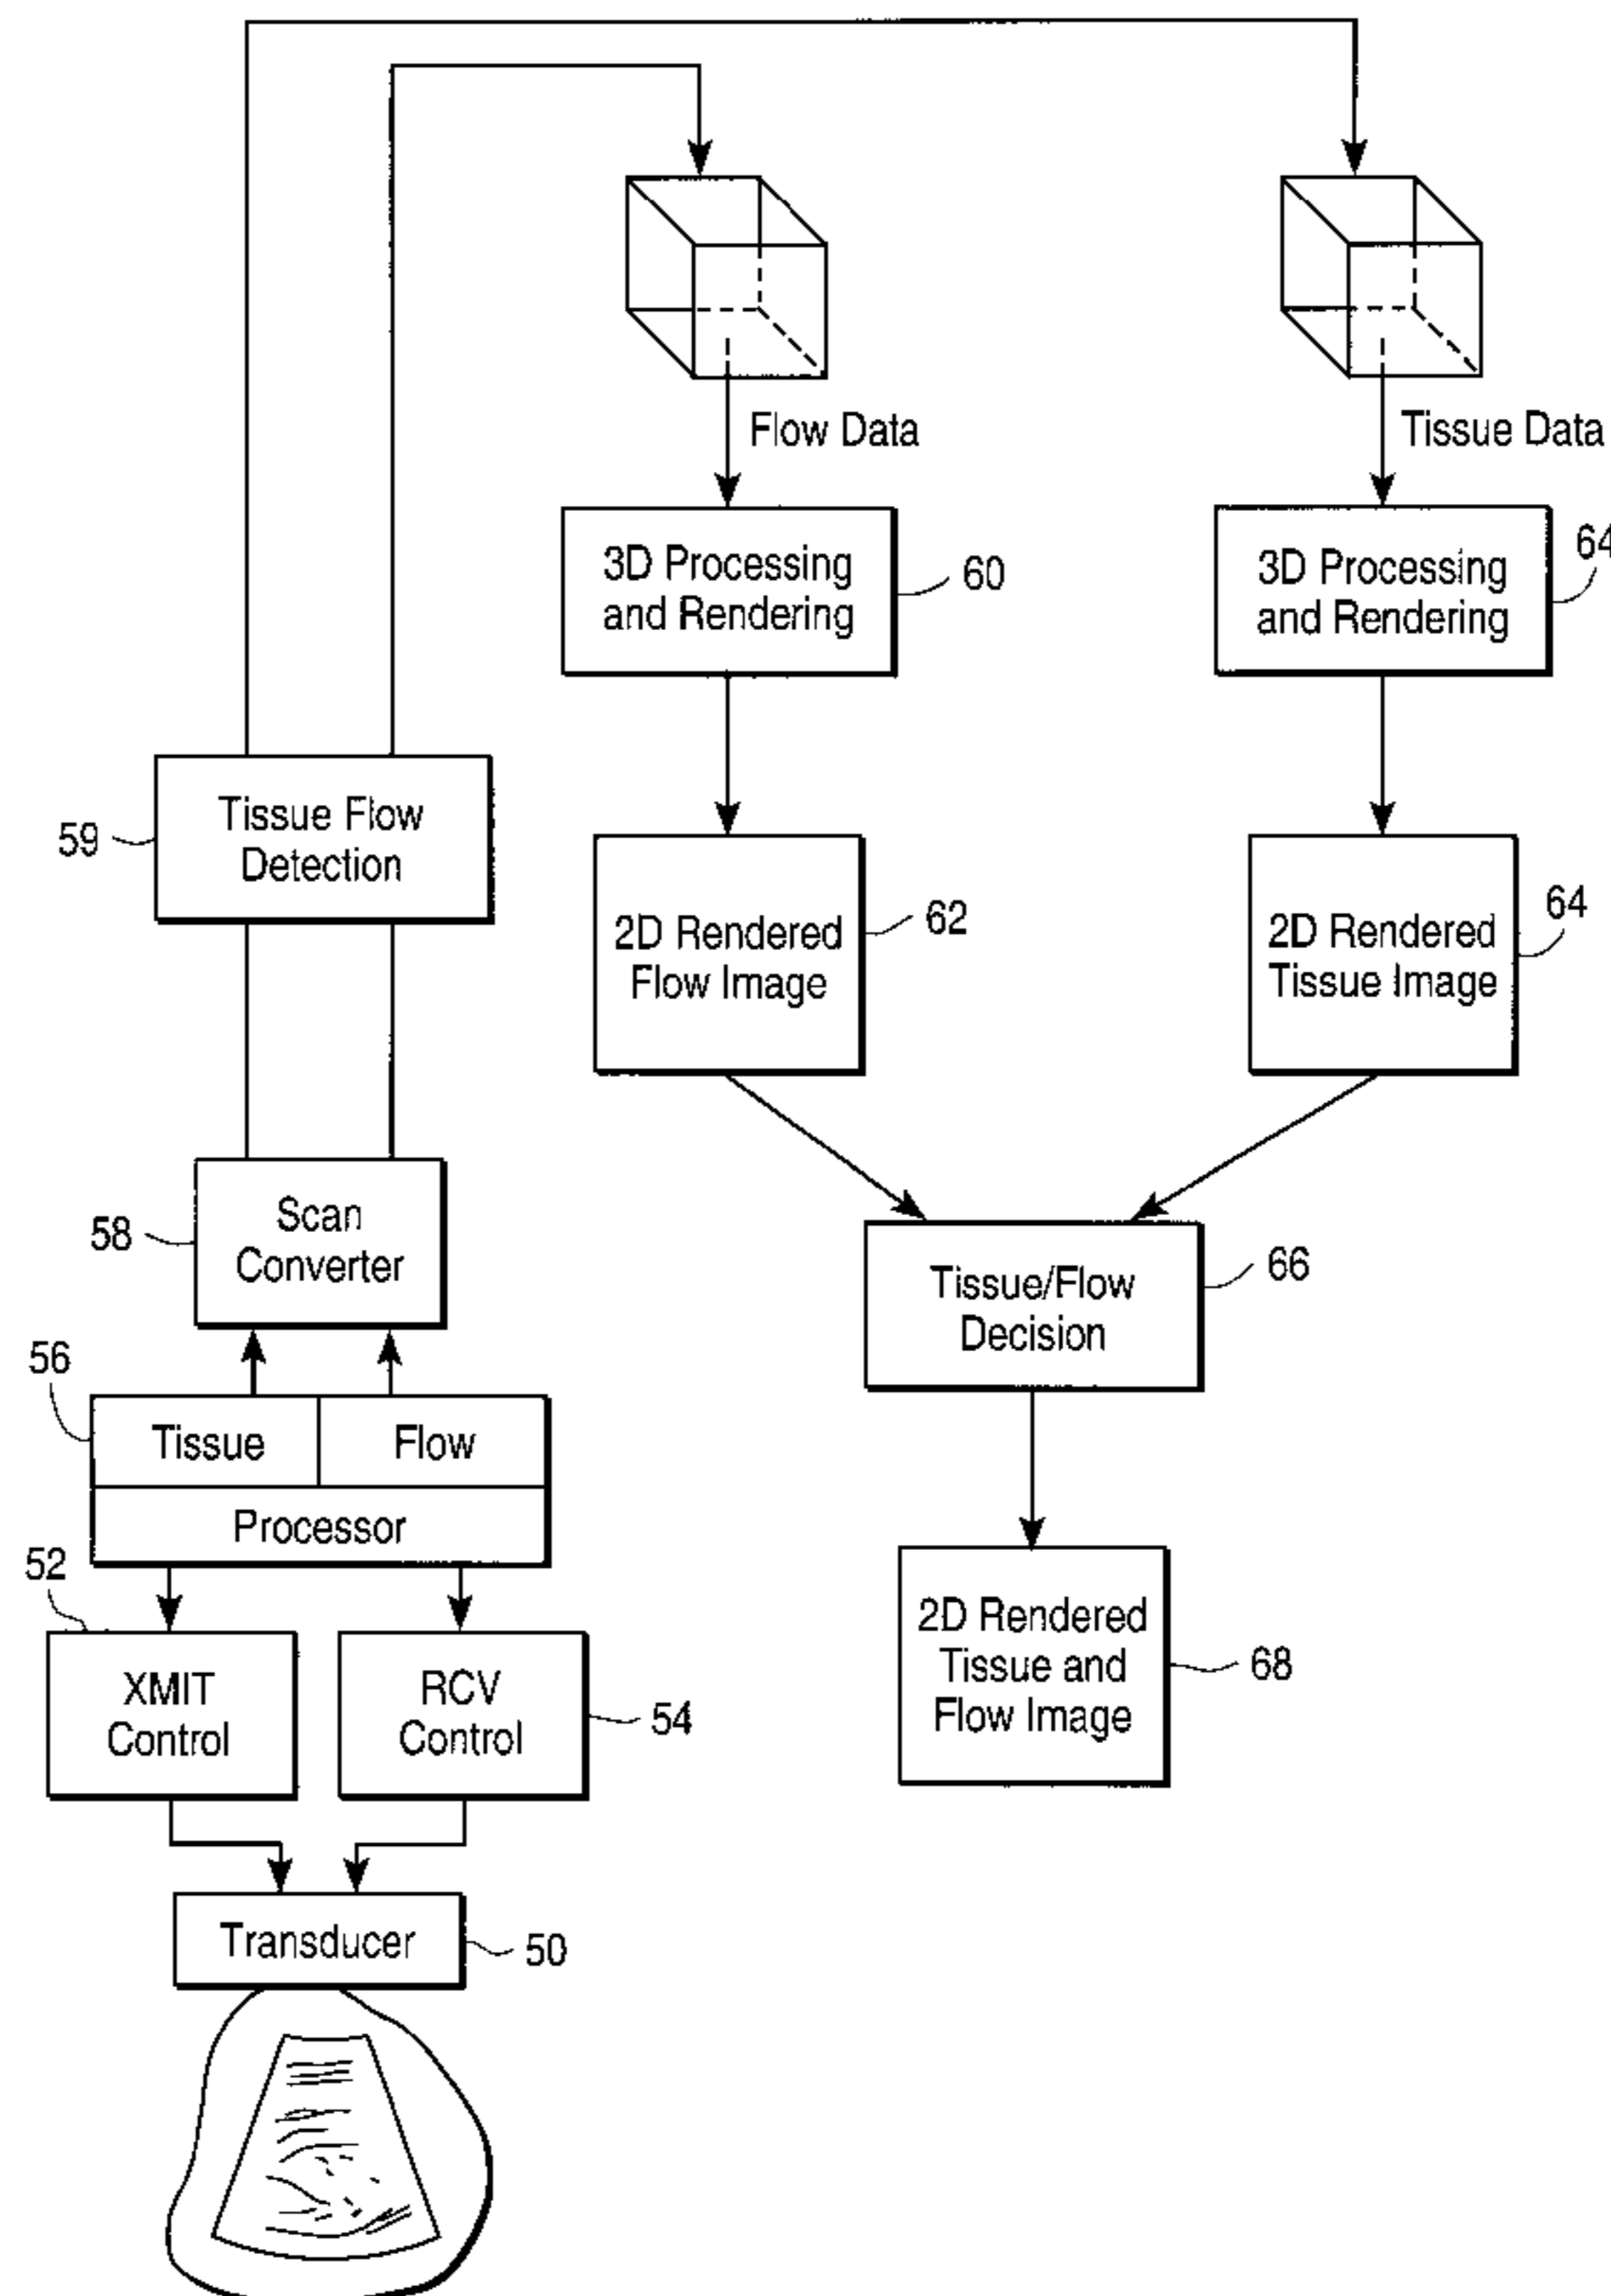 Flow Data
Tissue Data
3D Processing
and Rendering
60
3D Processing
and Rendering
64
Tissue Flow
Detection
59
2D Rendered
Flow Image
62
2D Rendered
Tissue Image
64
Scan
Converter
58
Tissue/Flow
Decision
66
56
Tissue
Flow
Processor
52
XMIT
Control
RCV
Control
54
2D Rendered
Tissue and
Flow Image
68
Transducer
50